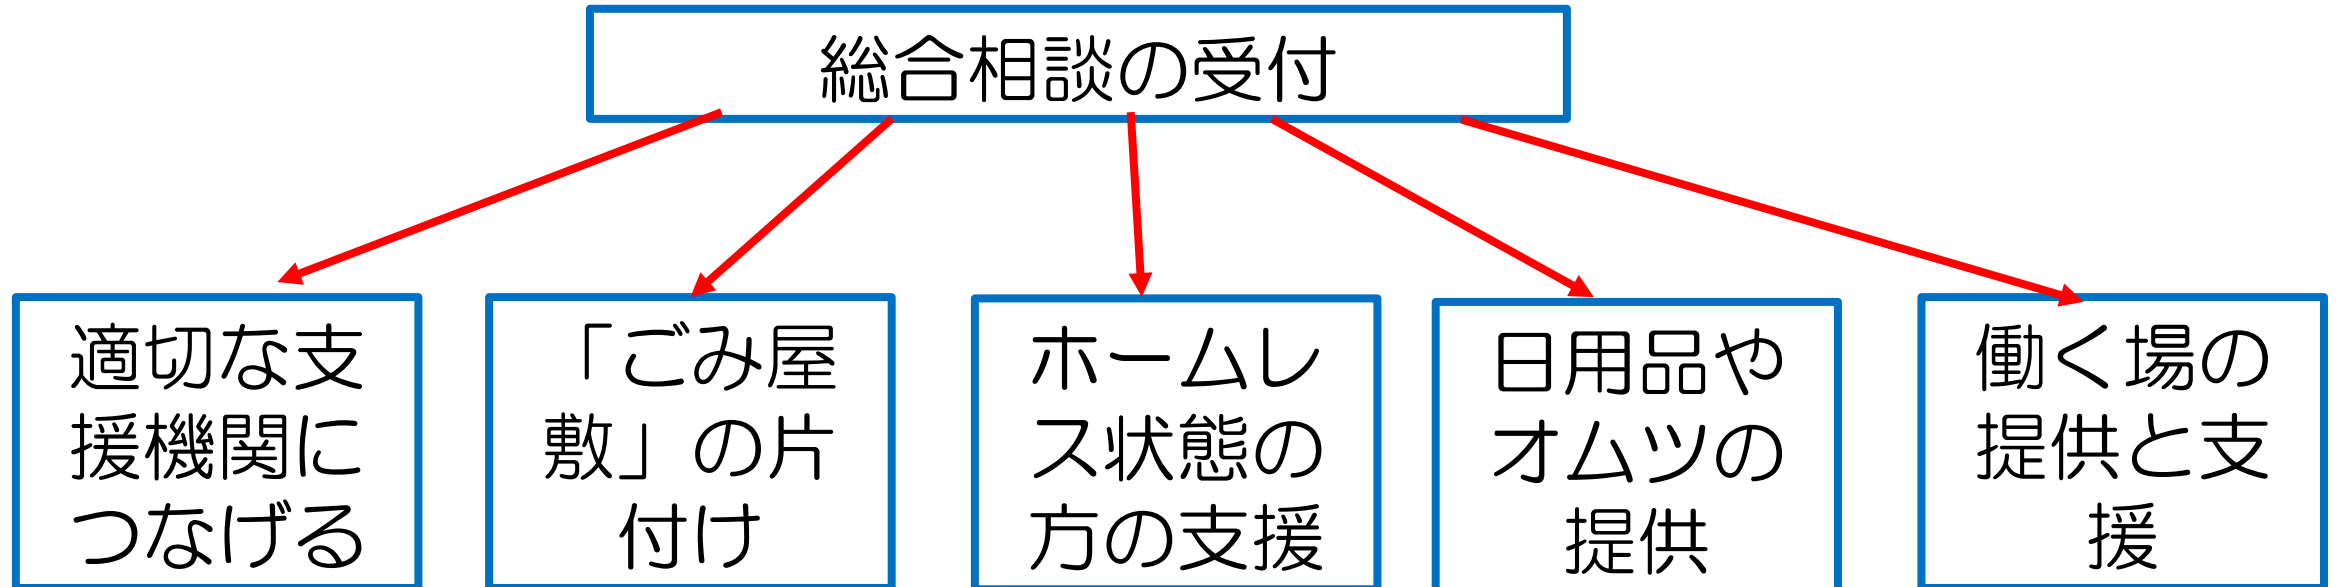 総合相談の受付
適切な支
援機関に
つなげる
「ごみ屋
敷」の片
付け
ホームレ
ス状態の
方の支援
日用品や
オムツの
提供
働く場の
提供と支
援